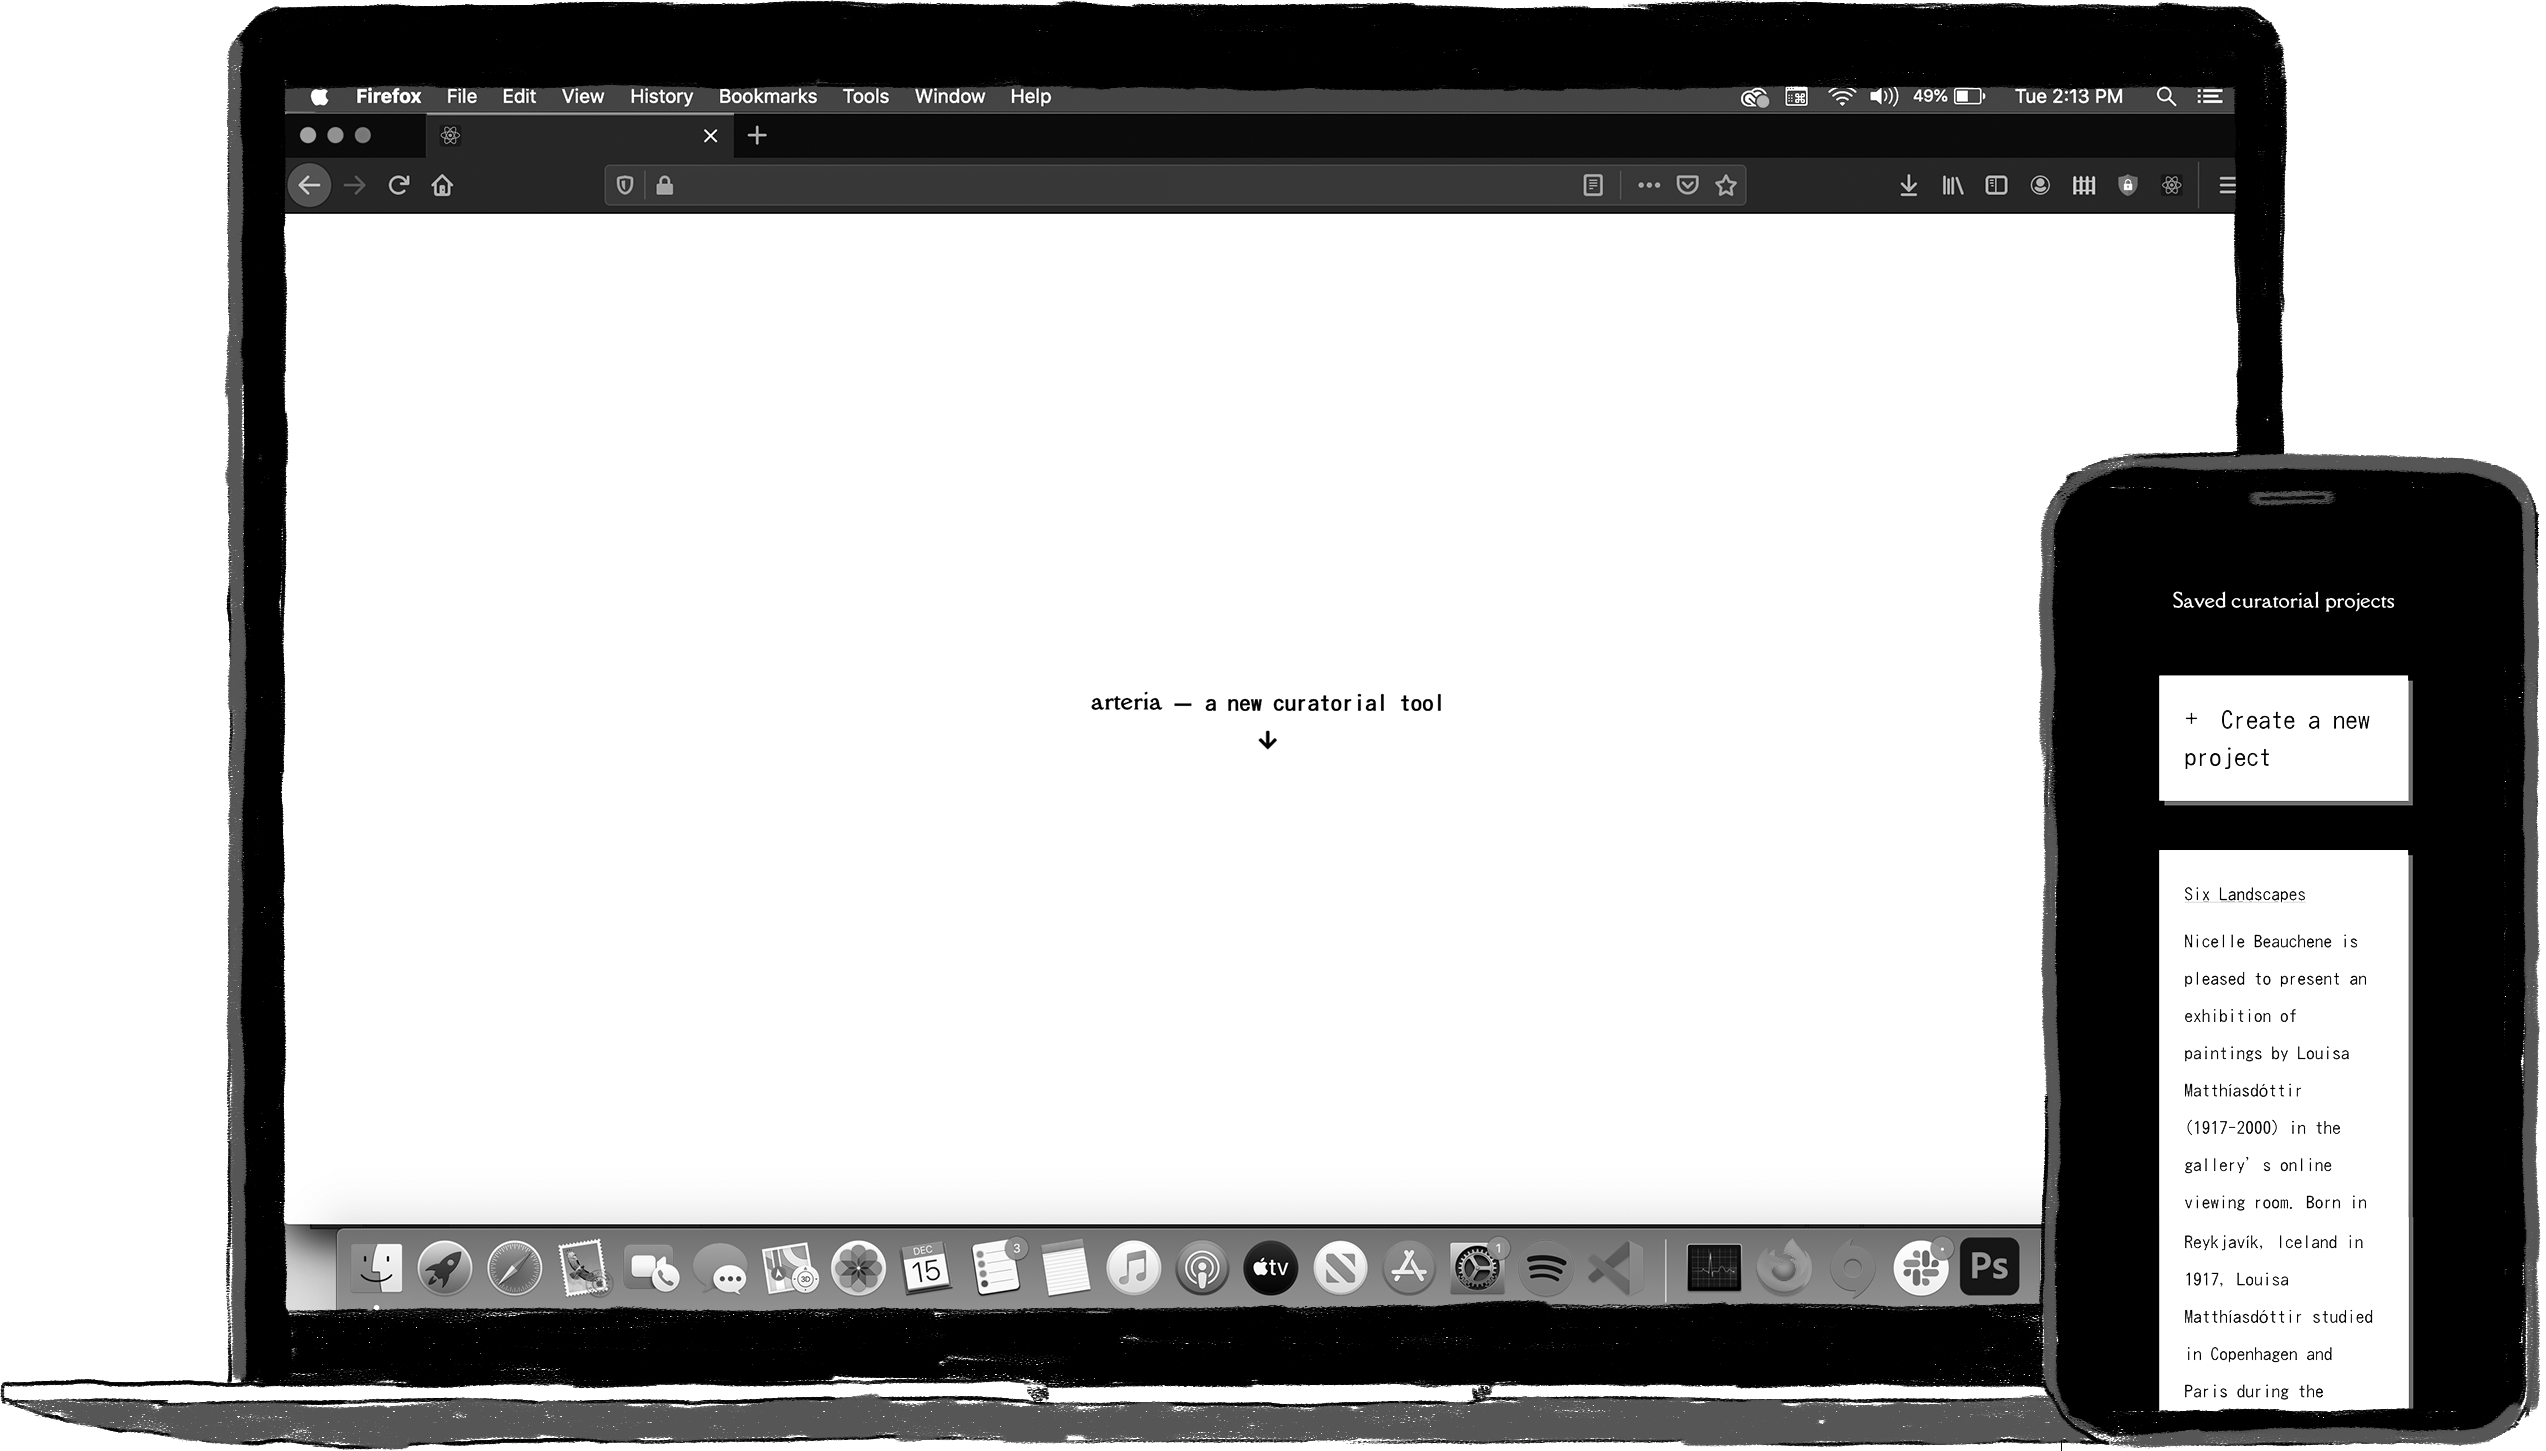 Firefox File Edit View History Bookmarks Tools Window Help 49% Tue 2:13 PM
arteria — a new curatorial tool
DEC
15
3
tv
1
3D
Ps
Saved curatorial projects
+ Create a new
project
Six Landscapes
Nicelle Beauchene is
pleased to present an
exhibition of
paintings by Louisa
Matthíasdóttir
(1917-2000) in the
gallery’s online
viewing room. Born in
Reykjavík, Iceland in
1917, Louisa
Matthíasdóttir studied
in Copenhagen and
Paris during the